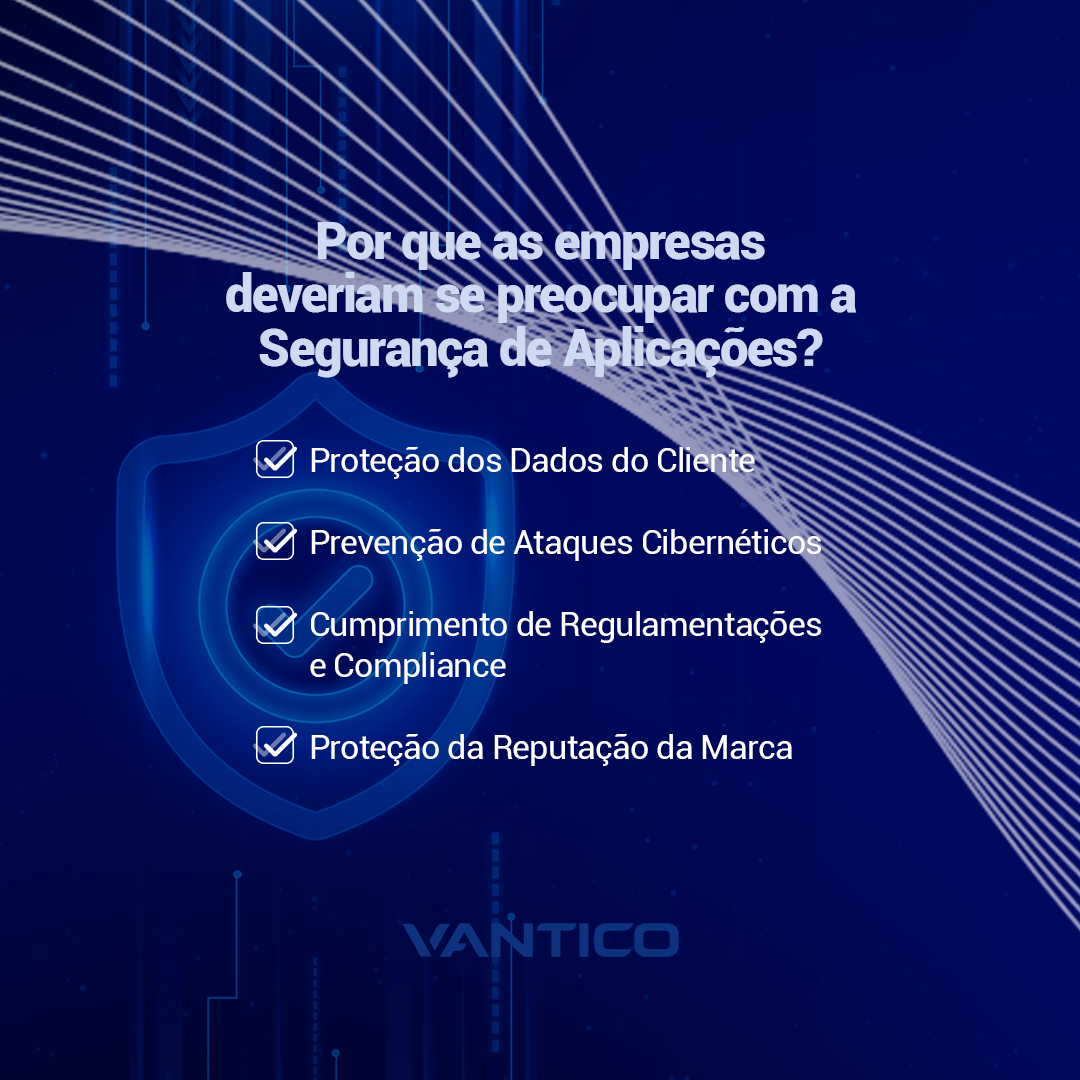 Por que as empresas
deveriam se preocupar com a
Segurança de Aplicações?
Proteção dos Dados do Cliente
Prevenção de Ataques Cibernéticos
Cumprimento de Regulamentações
e Compliance
Proteção da Reputação da Marca
VANTICO